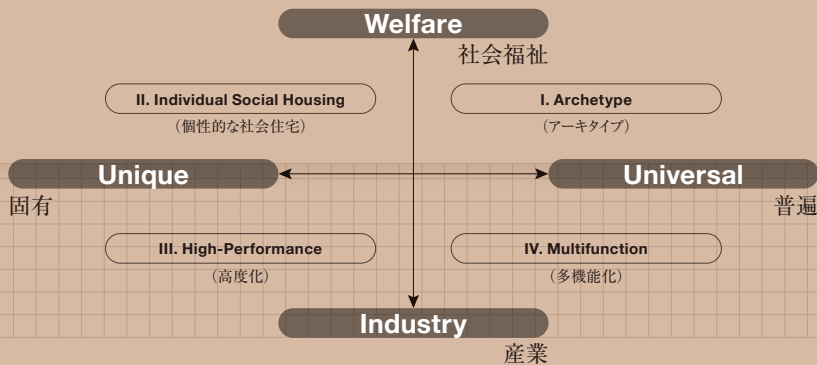 Welfare
社会福祉
II. Individual Social Housing
（個性的な社会住宅）
I. Archetype
（アーキタイプ）
Unique
固有
Universal
普遍
III. High-Performance
（高度化）
IV. Multifunction
（多機能化）
Industry
産業